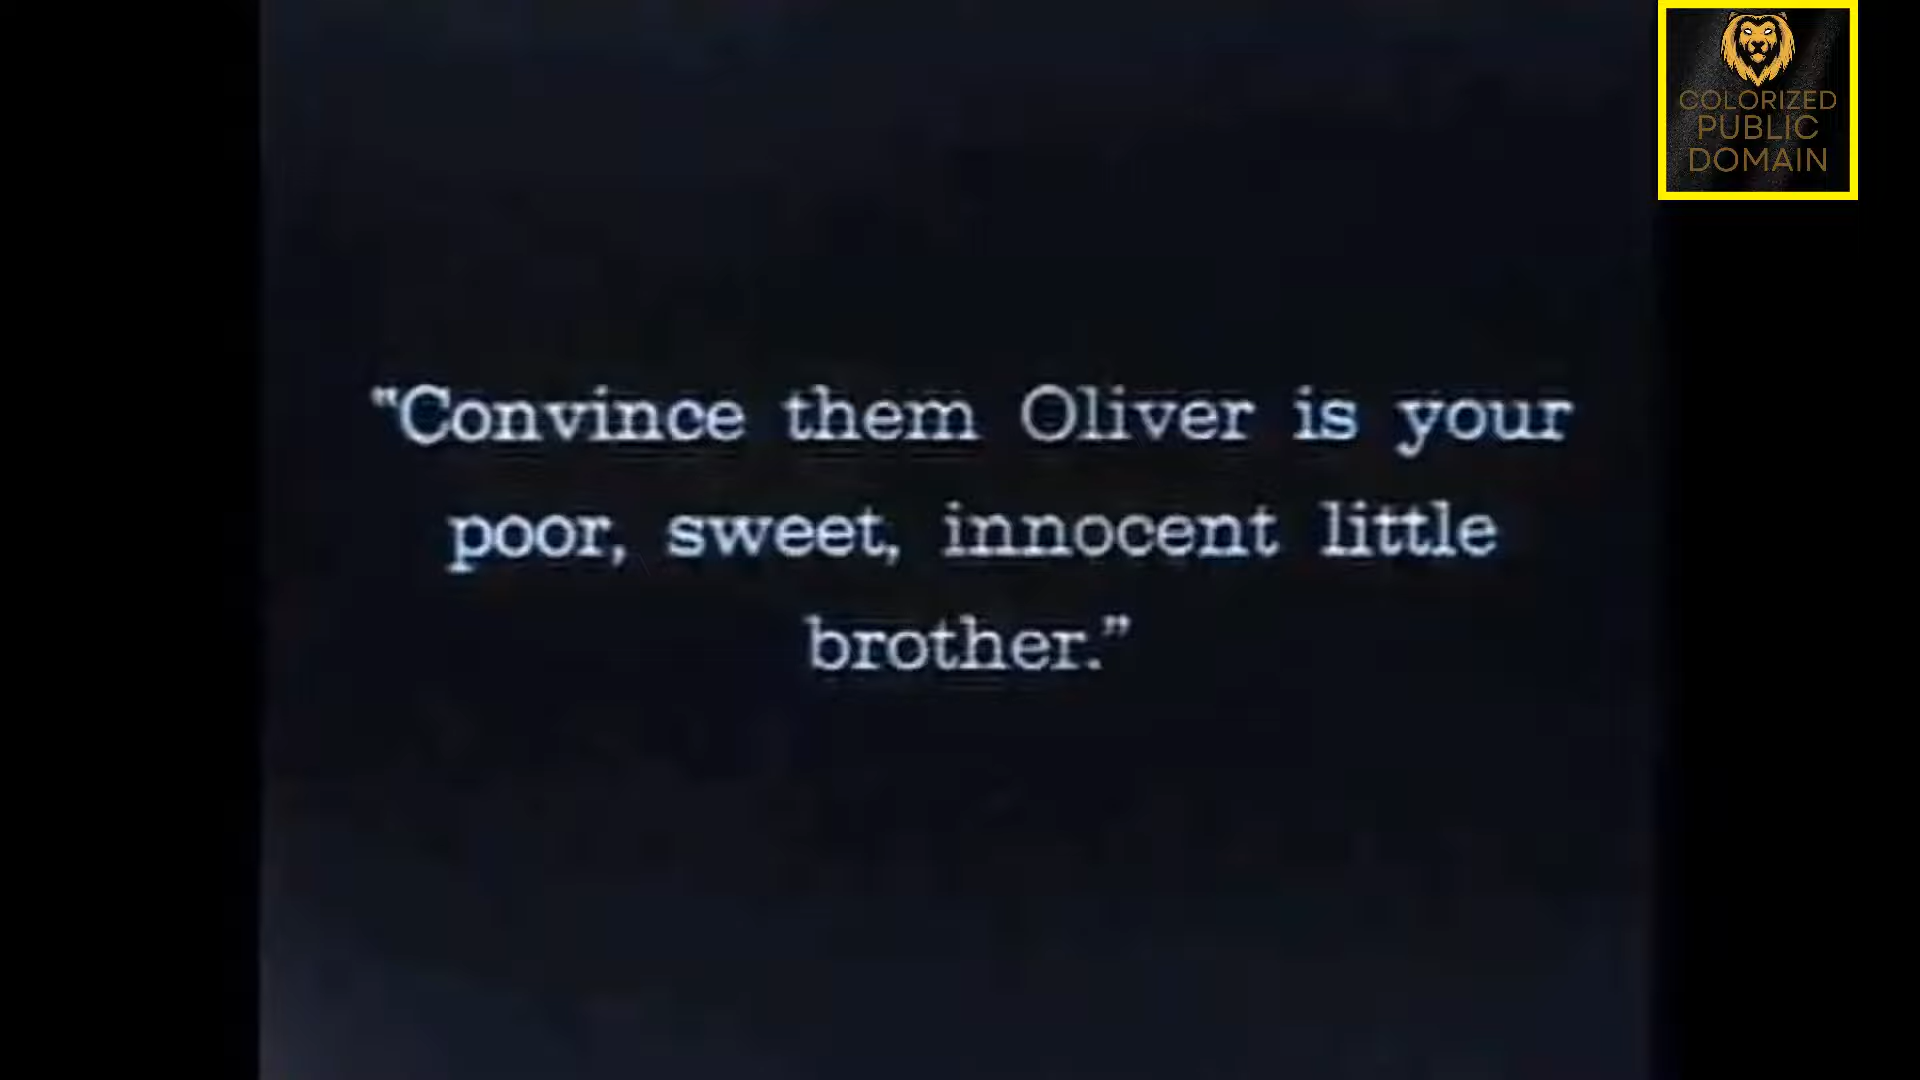 "Convince them Oliver is your
poor, sweet, innocent little
brother.”
COLORIZED
PUBLIC
DOMAIN